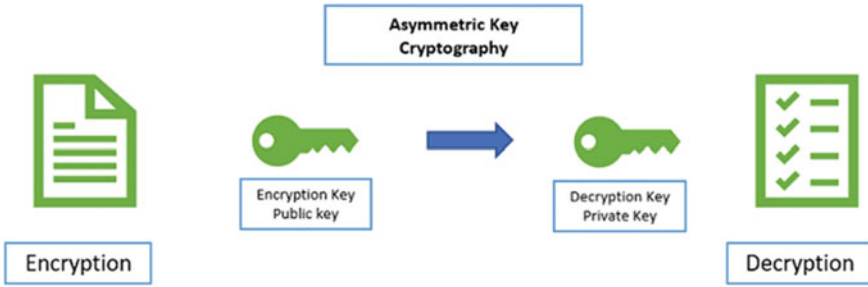 Asymmetric Key
Cryptography
Encryption Key
Public key
Decryption Key
Private Key
Encryption
Decryption